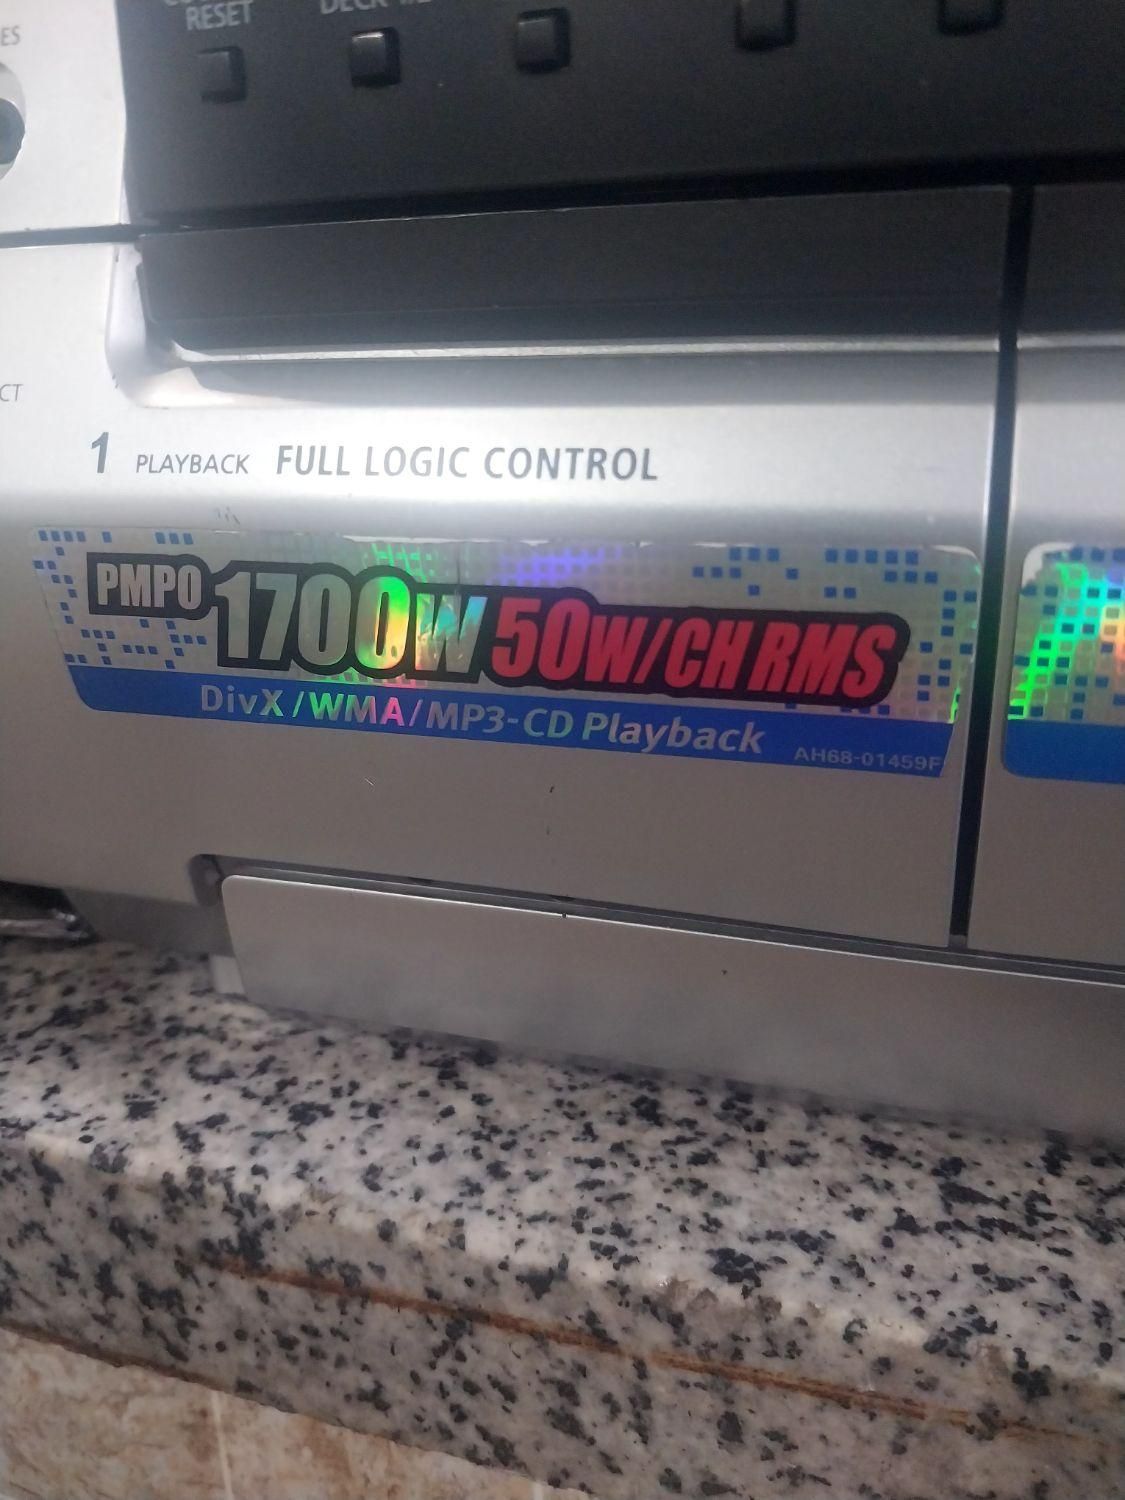 RESET
1 PLAYBACK FULL LOGIC CONTROL
PMPO 1700W 50W/CH RMS
DivX/WMA/MP3-CD Playback
AH68-01459F